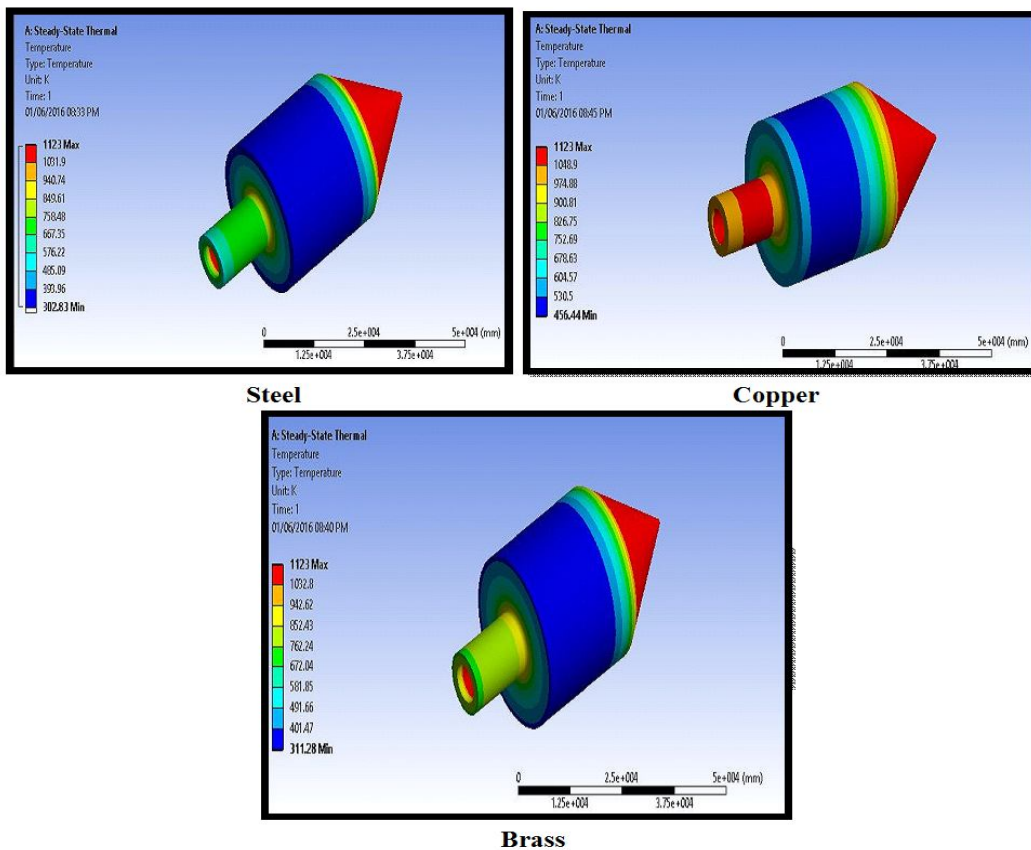 A: Steady-State Thermal
Temperature
Type: Temperature
Unit: K
Time: 1
01/06/2016 08:33 PM
1123 Max
1031.9
940.74
849.61
758.48
667.35
576.22
485.09
393.96
302.83 Min
0
2.5e+004
5e+004 (mm)
1.25e+004
3.75e+004
Steel
A: Steady-State Thermal
Temperature
Type: Temperature
Unit: K
Time: 1
01/06/2016 08:45 PM
1123 Max
1048.9
974.88
900.81
826.75
752.69
678.63
604.57
530.5
456.44 Min
0
2.5e+004
5e+004 (mm)
1.25e+004
3.75e+004
Copper
A: Steady-State Thermal
Temperature
Type: Temperature
Unit: K
Time: 1
01/06/2016 08:40 PM
1123 Max
1032.8
942.62
852.43
762.24
672.04
581.85
491.66
401.47
311.28 Min
0
2.5e+004
5e+004 (mm)
1.25e+004
3.75e+004
Brass